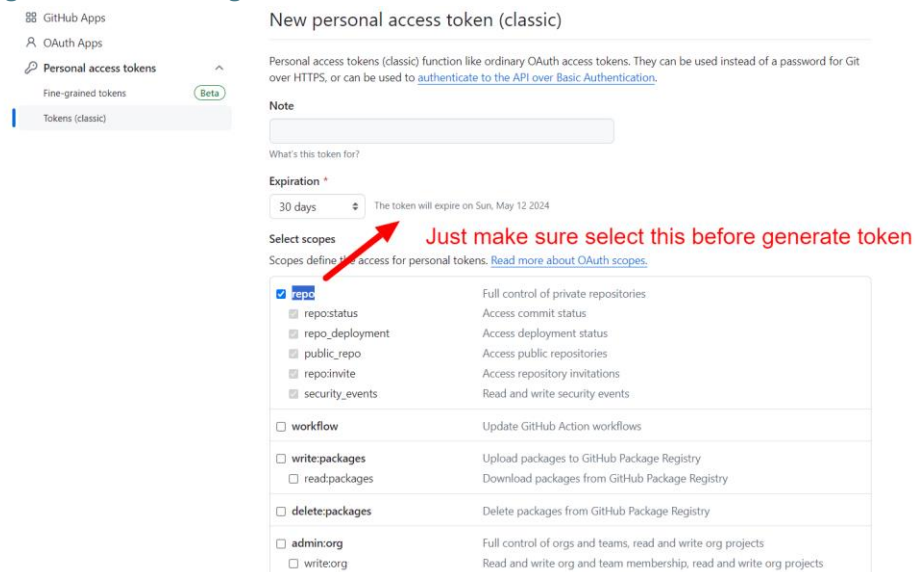 GitHub Apps
OAuth Apps
Personal access tokens
Fine-grained tokens Beta
Tokens (classic)
New personal access token (classic)
Personal access tokens (classic) function like ordinary OAuth access tokens. They can be used instead of a password for Git
over HTTPS, or can be used to authenticate to the API over Basic Authentication.
Note
What's this token for?
Expiration *
30 days The token will expire on Sun, May 12 2024
Just make sure select this before generate token
Select scopes
Scopes define the access for personal tokens. Read more about OAuth scopes.
repo Full control of private repositories
repo:status Access commit status
repo_deployment Access deployment status
public_repo Access public repositories
repo:invite Access repository invitations
security_events Read and write security events
workflow Update GitHub Action workflows
write:packages Upload packages to GitHub Package Registry
read:packages Download packages from GitHub Package Registry
delete:packages Delete packages from GitHub Package Registry
admin:org Full control of orgs and teams, read and write org projects
write:org Read and write org and team membership, read and write org projects